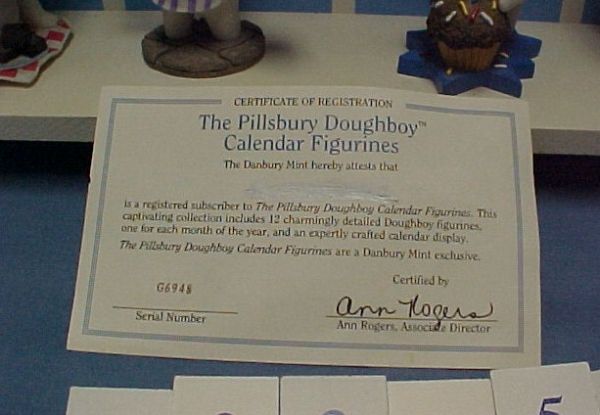 CERTIFICATE OF REGISTRATION
The Pillsbury Doughboy™
Calendar Figurines
The Danbury Mint hereby attests that
is a registered subscriber to The Pillsbury Doughboy Calendar Figurines. This
captivating collection includes 12 charmingly detailed Doughboy figurines,
one for each month of the year, and an expertly crafted calendar display.
The Pillsbury Doughboy Calendar Figurines are a Danbury Mint exclusive.
Certified by
G6948
Ann Rogers
Serial Number
Ann Rogers, Associate Director
5